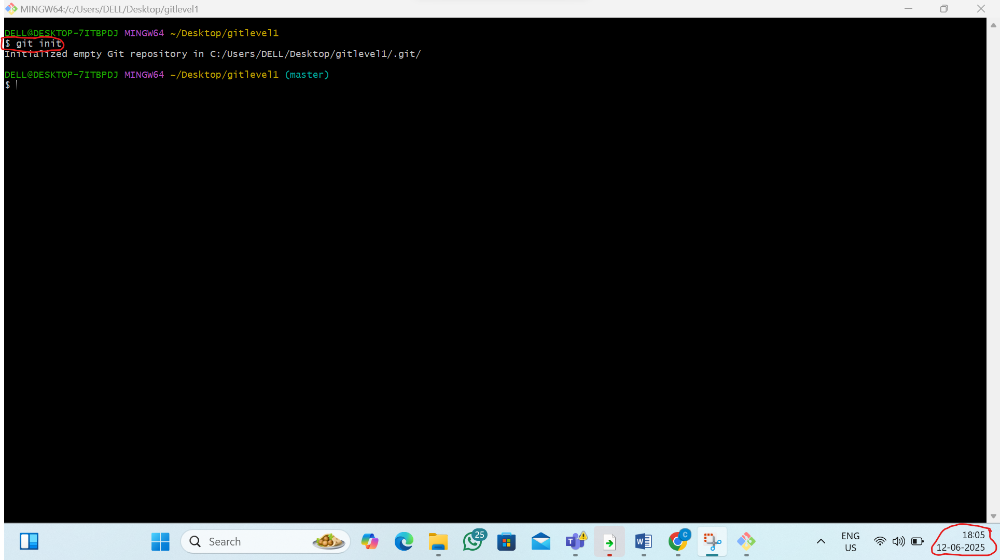 MINGW64:/c/Users/DELL/Desktop/gitlevel1
DELL@DESKTOP-7ITBPDJ MINGW64 ~/Desktop/gitlevel1
$ git init
Initialized empty Git repository in C:/Users/DELL/Desktop/gitlevel1/.git/
DELL@DESKTOP-7ITBPDJ MINGW64 ~/Desktop/gitlevel1 (master)
$
Search
25
T
W
C
ENG
US
18:05
12-06-2025